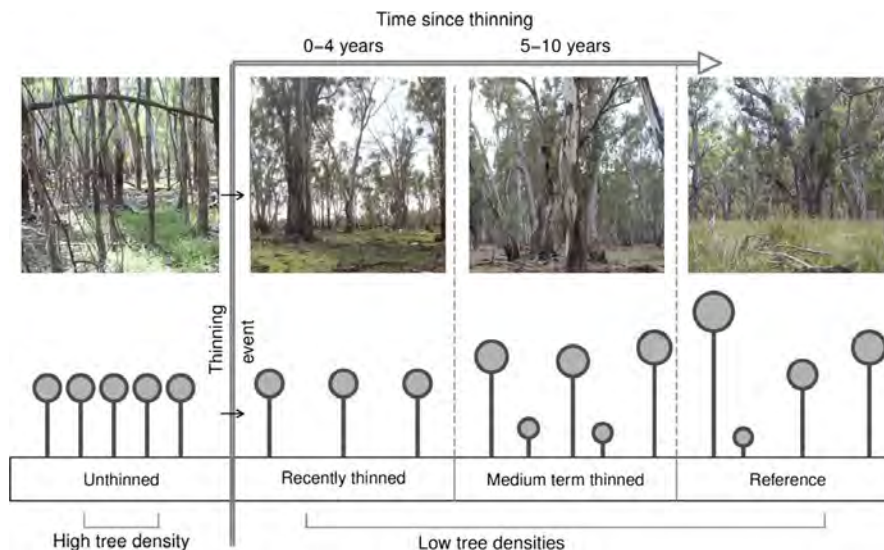 Time since thinning
0–4 years
5–10 years
Thinning
event
Unthinned
Recently thinned
Medium term thinned
Reference
High tree density
Low tree densities